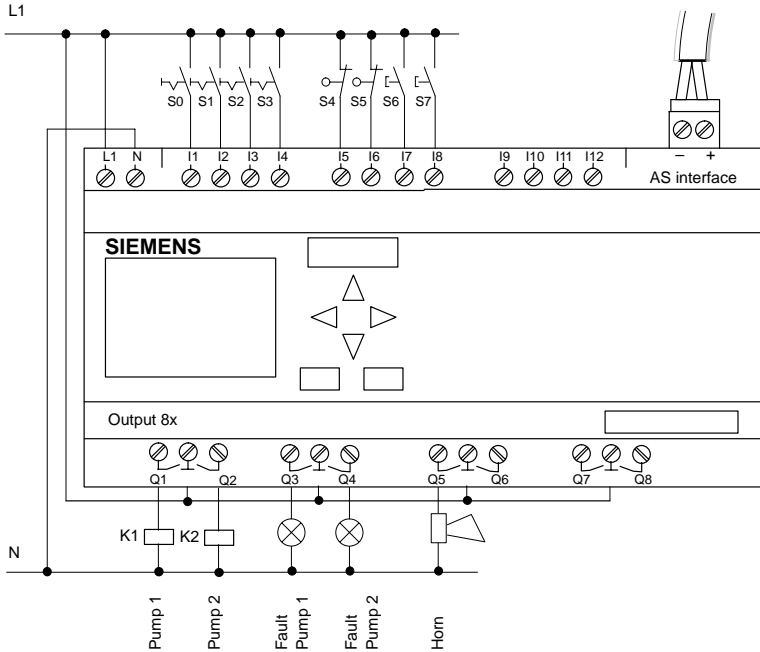 L1
S0 S1 S2 S3 S4 S5 S6 S7
L1 N I1 I2 I3 I4 I5 I6 I7 I8 I9 I10 I11 I12 – +
AS interface
SIEMENS
Output 8x
Q1 Q2 Q3 Q4 Q5 Q6 Q7 Q8
K1 K2
N
Pump 1
Pump 2
Fault
Pump 1
Fault
Pump 2
Horn